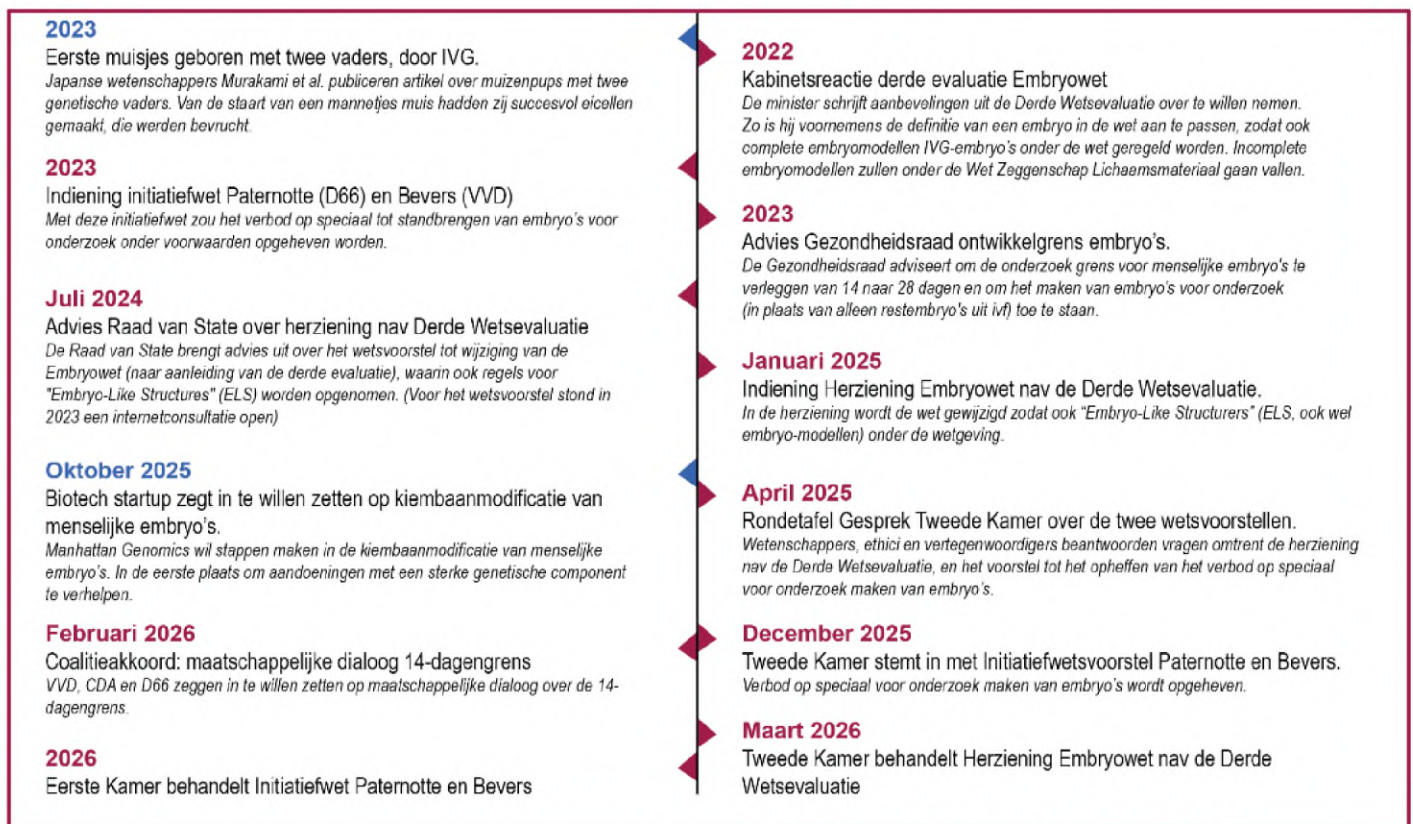 2023
Eerste muisjes geboren met twee vaders, door IVG.
Japanse wetenschappers Murakami et al. publiceren artikel over muizenpups met twee
genetische vaders. Van de staart van een mannetjes muis hadden zij succesvol eicellen
gemaakt, die werden bevrucht.
2023
Indiening initiatiefwet Paternotte (D66) en Bevers (VVD)
Met deze initiatiefwet zou het verbod op speciaal tot standbrengen van embryo's voor
onderzoek onder voorwaarden opgeheven worden.
Juli 2024
Advies Raad van State over herziening nav Derde Wetsevaluatie
De Raad van State brengt advies uit over het wetsvoorstel tot wijziging van de
Embryowet (naar aanleiding van de derde evaluatie), waarin ook regels voor
"Embryo-Like Structures" (ELS) worden opgenomen. (Voor het wetsvoorstel stond in
2023 een internetconsultatie open)
Oktober 2025
Biotech startup zegt in te willen zetten op kiembaanmodificatie van
menselijke embryo's.
Manhattan Genomics wil stappen maken in de kiembaanmodificatie van menselijke
embryo's. In de eerste plaats om aandoeningen met een sterke genetische component
te verhelpen.
Februari 2026
Coalitieakkoord: maatschappelijke dialoog 14-dagengrens
VVD, CDA en D66 zeggen in te willen zetten op maatschappelijke dialoog over de 14-
dagengrens.
2026
Eerste Kamer behandelt Initiatiefwet Paternotte en Bevers
2022
Kabinetsreactie derde evaluatie Embryowet
De minister schrijft aanbevelingen uit de Derde Wetsevaluatie over te willen nemen.
Zo is hij voornemens de definitie van een embryo in de wet aan te passen, zodat ook
complete embryomodellen IVG-embryo's onder de wet geregeld worden. Incomplete
embryomodellen zullen onder de Wet Zeggenschap Lichaamsmateriaal gaan vallen.
2023
Advies Gezondheidsraad ontwikkelgrens embryo's.
De Gezondheidsraad adviseert om de onderzoek grens voor menselijke embryo's te
verleggen van 14 naar 28 dagen en om het maken van embryo's voor onderzoek
(in plaats van alleen restembryo's uit ivf) toe te staan.
Januari 2025
Indiening Herziening Embryowet nav de Derde Wetsevaluatie.
In de herziening wordt de wet gewijzigd zodat ook "Embryo-Like Structurers" (ELS, ook wel
embryo-modellen) onder de wetgeving.
April 2025
Rondetafel Gesprek Tweede Kamer over de twee wetsvoorstellen.
Wetenschappers, ethici en vertegenwoordigers beantwoorden vragen omtrent de herziening
nav de Derde Wetsevaluatie, en het voorstel tot het opheffen van het verbod op speciaal
voor onderzoek maken van embryo's.
December 2025
Tweede Kamer stemt in met Initiatiefwetsvoorstel Paternotte en Bevers.
Verbod op speciaal voor onderzoek maken van embryo's wordt opgeheven.
Maart 2026
Tweede Kamer behandelt Herziening Embryowet nav de Derde
Wetsevaluatie